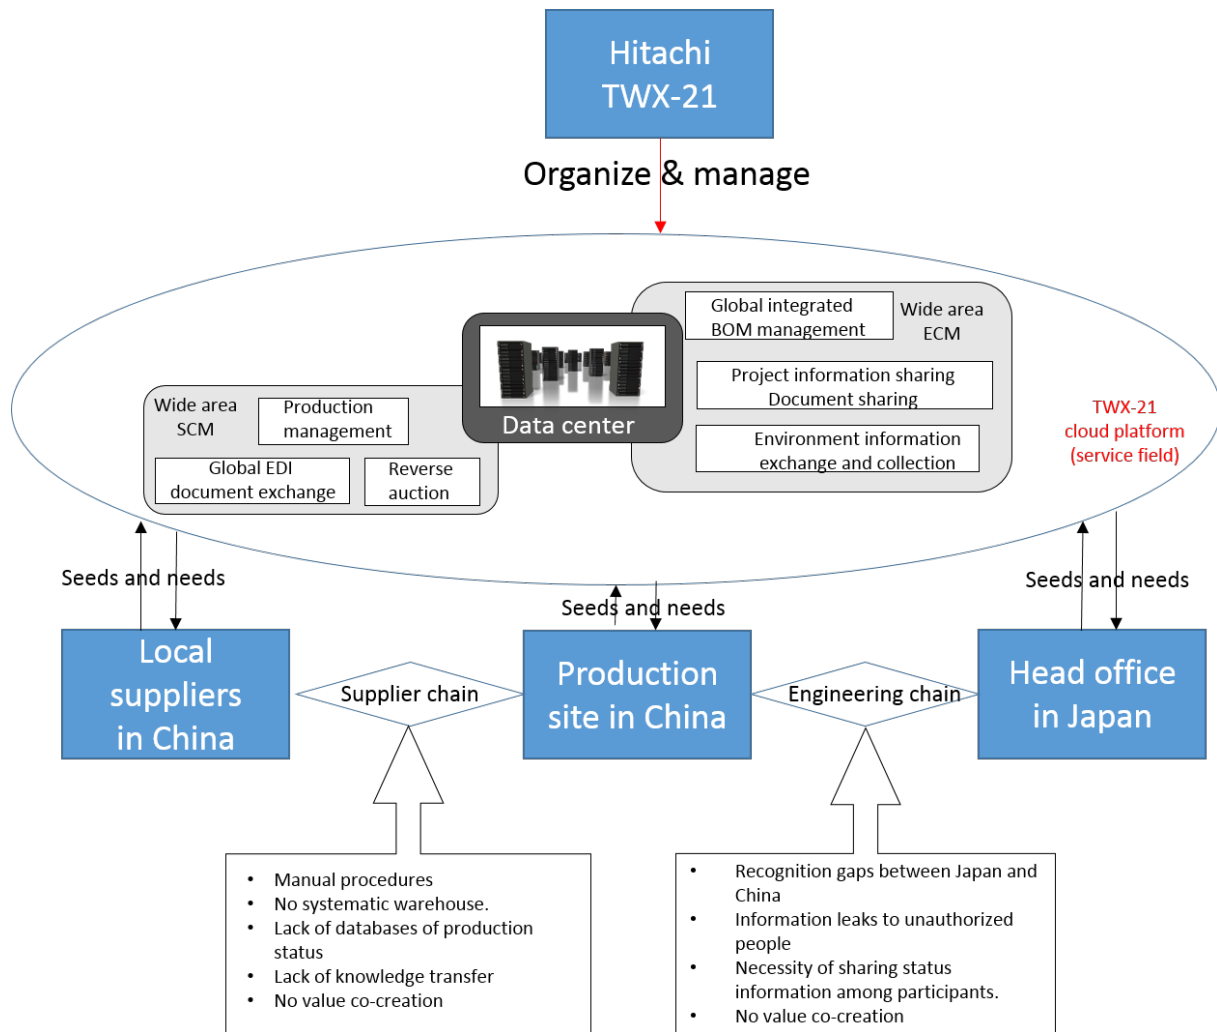 Hitachi
TWX-21
Organize & manage
Global integrated
BOM management
Wide area
ECM
Project information sharing
Document sharing
Data center
Wide area
SCM
Production
management
TWX-21
cloud platform
(service field)
Environment information
exchange and collection
Global EDI
document exchange
Reverse
auction
Seeds and needs
Seeds and needs
Seeds and needs
Local
suppliers
in China
Supplier chain
Production
site in China
Engineering chain
Head office
in Japan
• Manual procedures
• No systematic warehouse.
• Lack of databases of production
status
• Lack of knowledge transfer
• No value co-creation
• Recognition gaps between Japan and
China
• Information leaks to unauthorized
people
• Necessity of sharing status
information among participants.
• No value co-creation